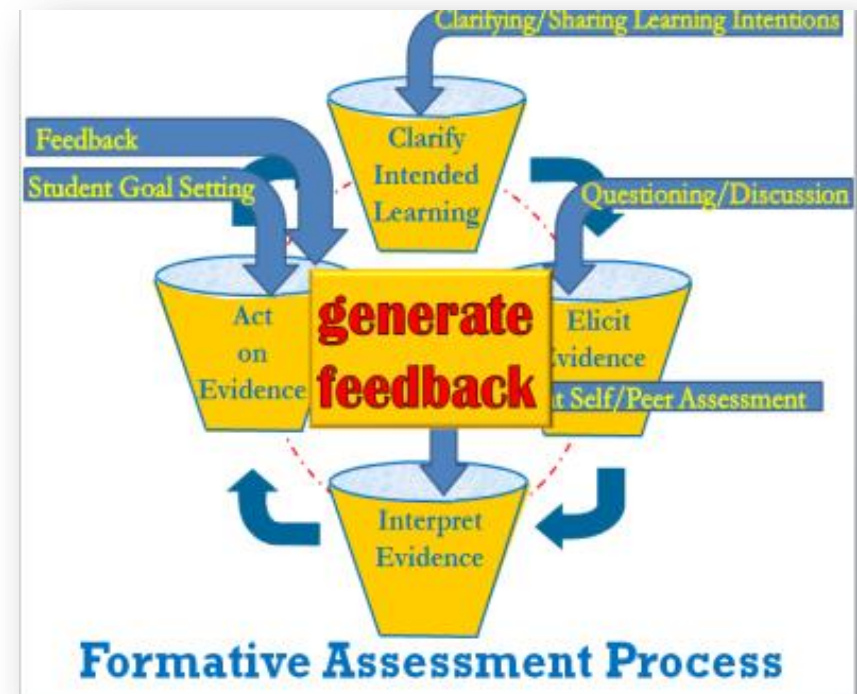 Clarifying/Sharing Learning Intentions
Clarify
Intended
Learning
Feedback
Student Goal Setting
Questioning/Discussion
Act
on
Evidence
generate
feedback
Elicit
Evidence
Self/Peer Assessment
Interpret
Evidence
Formative Assessment Process